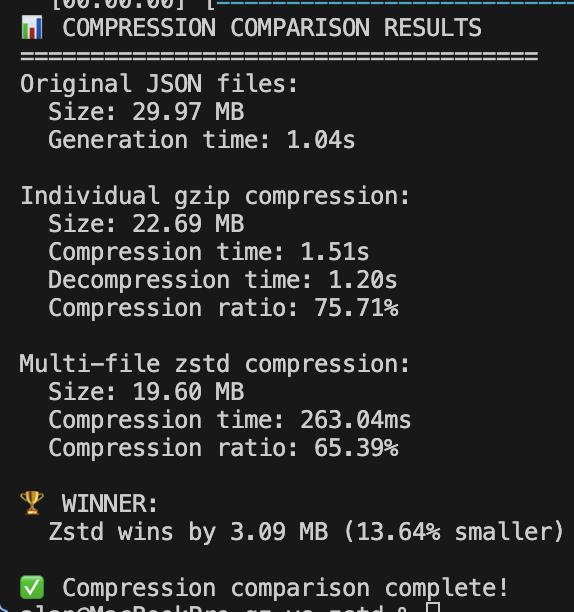 [00:00:00] [
📊 COMPRESSION COMPARISON RESULTS
=====================================
Original JSON files:
  Size: 29.97 MB
  Generation time: 1.04s

Individual gzip compression:
  Size: 22.69 MB
  Compression time: 1.51s
  Decompression time: 1.20s
  Compression ratio: 75.71%

Multi-file zstd compression:
  Size: 19.60 MB
  Compression time: 263.04ms
  Compression ratio: 65.39%

🏆 WINNER:
  Zstd wins by 3.09 MB (13.64% smaller)

✅ Compression comparison complete!
alan@MacBookPro gz_vs_zstd %